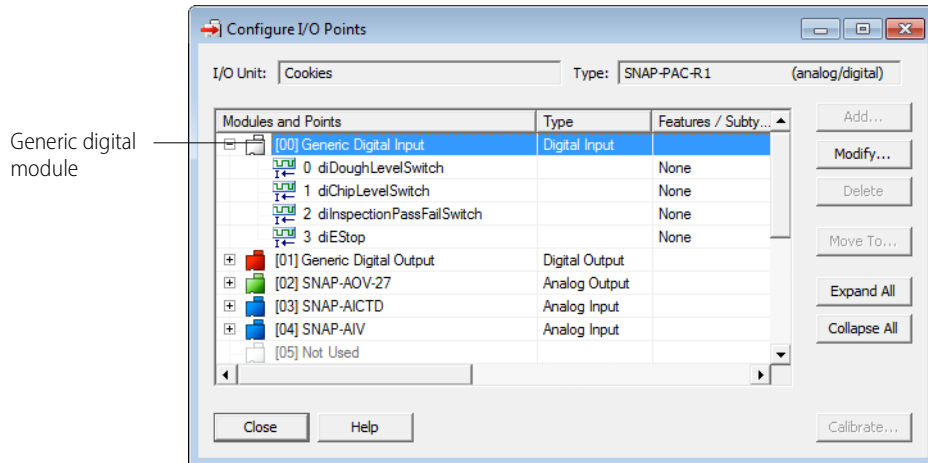 Configure I/O Points
I/O Unit: Cookies Type: SNAP-PAC-R1 (analog/digital)
Modules and Points Type Features / Subty...
Add...
Generic digital module
[00] Generic Digital Input Digital Input
Modify...
0 diDoughLevelSwitch None
1 diChipLevelSwitch None
Delete
2 diInspectionPassFailSwitch None
3 diEStop None
Move To...
[01] Generic Digital Output Digital Output
[02] SNAP-AOV-27 Analog Output
Expand All
[03] SNAP-AICTD Analog Input
[04] SNAP-AIV Analog Input
Collapse All
[05] Not Used
Close Help Calibrate...